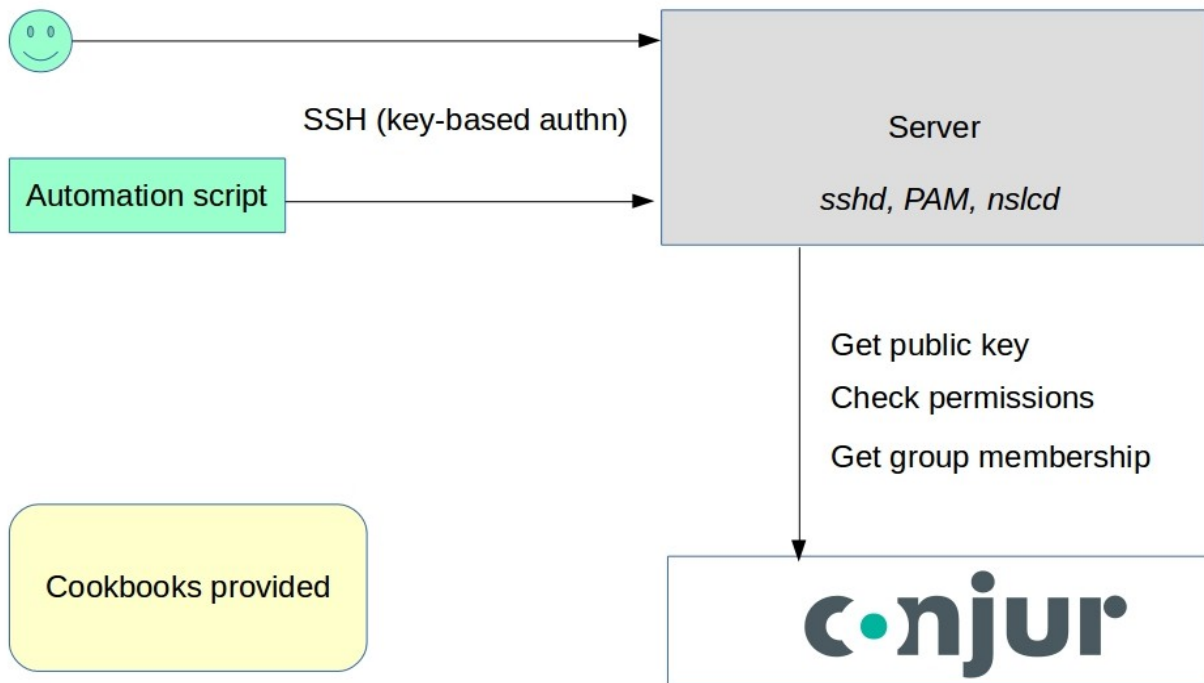 SSH (key-based authn)
Server
Automation script
sshd, PAM, nslcd
Get public key
Check permissions
Get group membership
Cookbooks provided
conjur